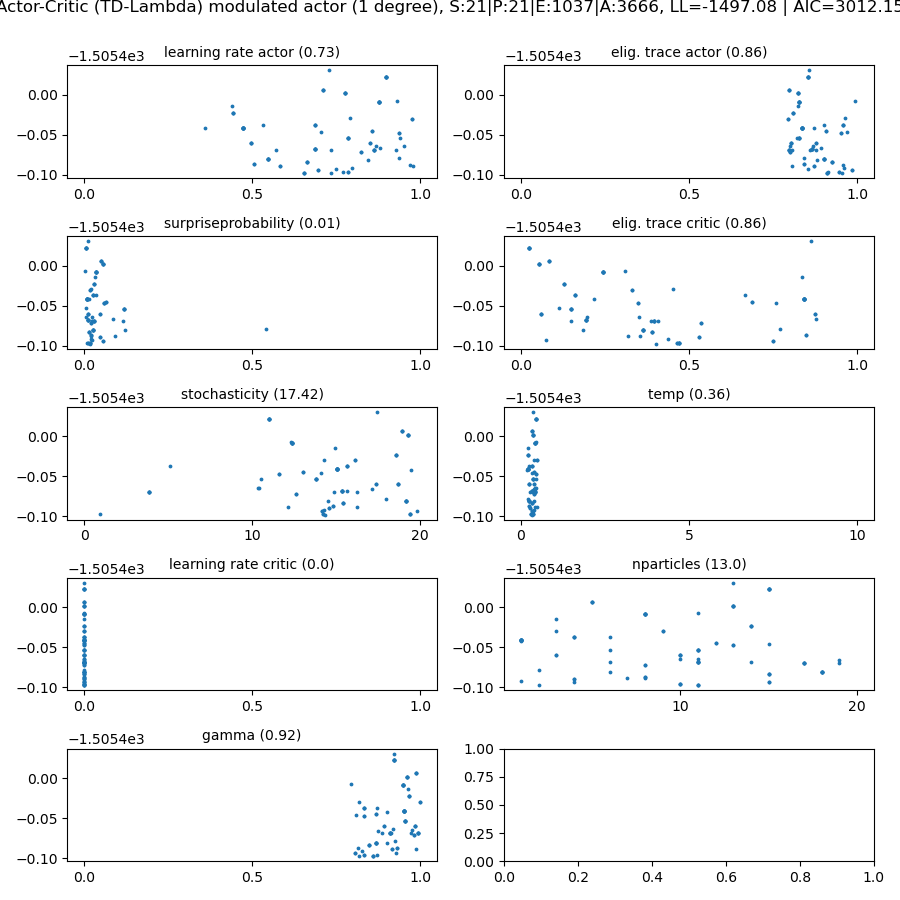 Actor-Critic (TD-Lambda) modulated actor (1 degree), S:21|P:21|E:1037|A:3666, LL=-1497.08 | AIC=3012.15
−1.5054e3 learning rate actor (0.73) −1.5054e3 elig. trace actor (0.86)
0.00 0.00
−0.05 −0.05
−0.10 −0.10
0.0 0.5 1.0 0.0 0.5 1.0
−1.5054e3 surpriseprobability (0.01) −1.5054e3 elig. trace critic (0.86)
0.00 0.00
−0.05 −0.05
−0.10 −0.10
0.0 0.5 1.0 0.0 0.5 1.0
−1.5054e3 stochasticity (17.42) −1.5054e3 temp (0.36)
0.00 0.00
−0.05 −0.05
−0.10 −0.10
0 10 20 0 5 10
−1.5054e3 learning rate critic (0.0) −1.5054e3 nparticles (13.0)
0.00 0.00
−0.05 −0.05
−0.10 −0.10
0.0 0.5 1.0 10 20
−1.5054e3 gamma (0.92)
1.00
0.00 0.75
0.50
−0.05 0.25
−0.10 0.00
0.0 0.5 1.0 0.0 0.2 0.4 0.6 0.8 1.0